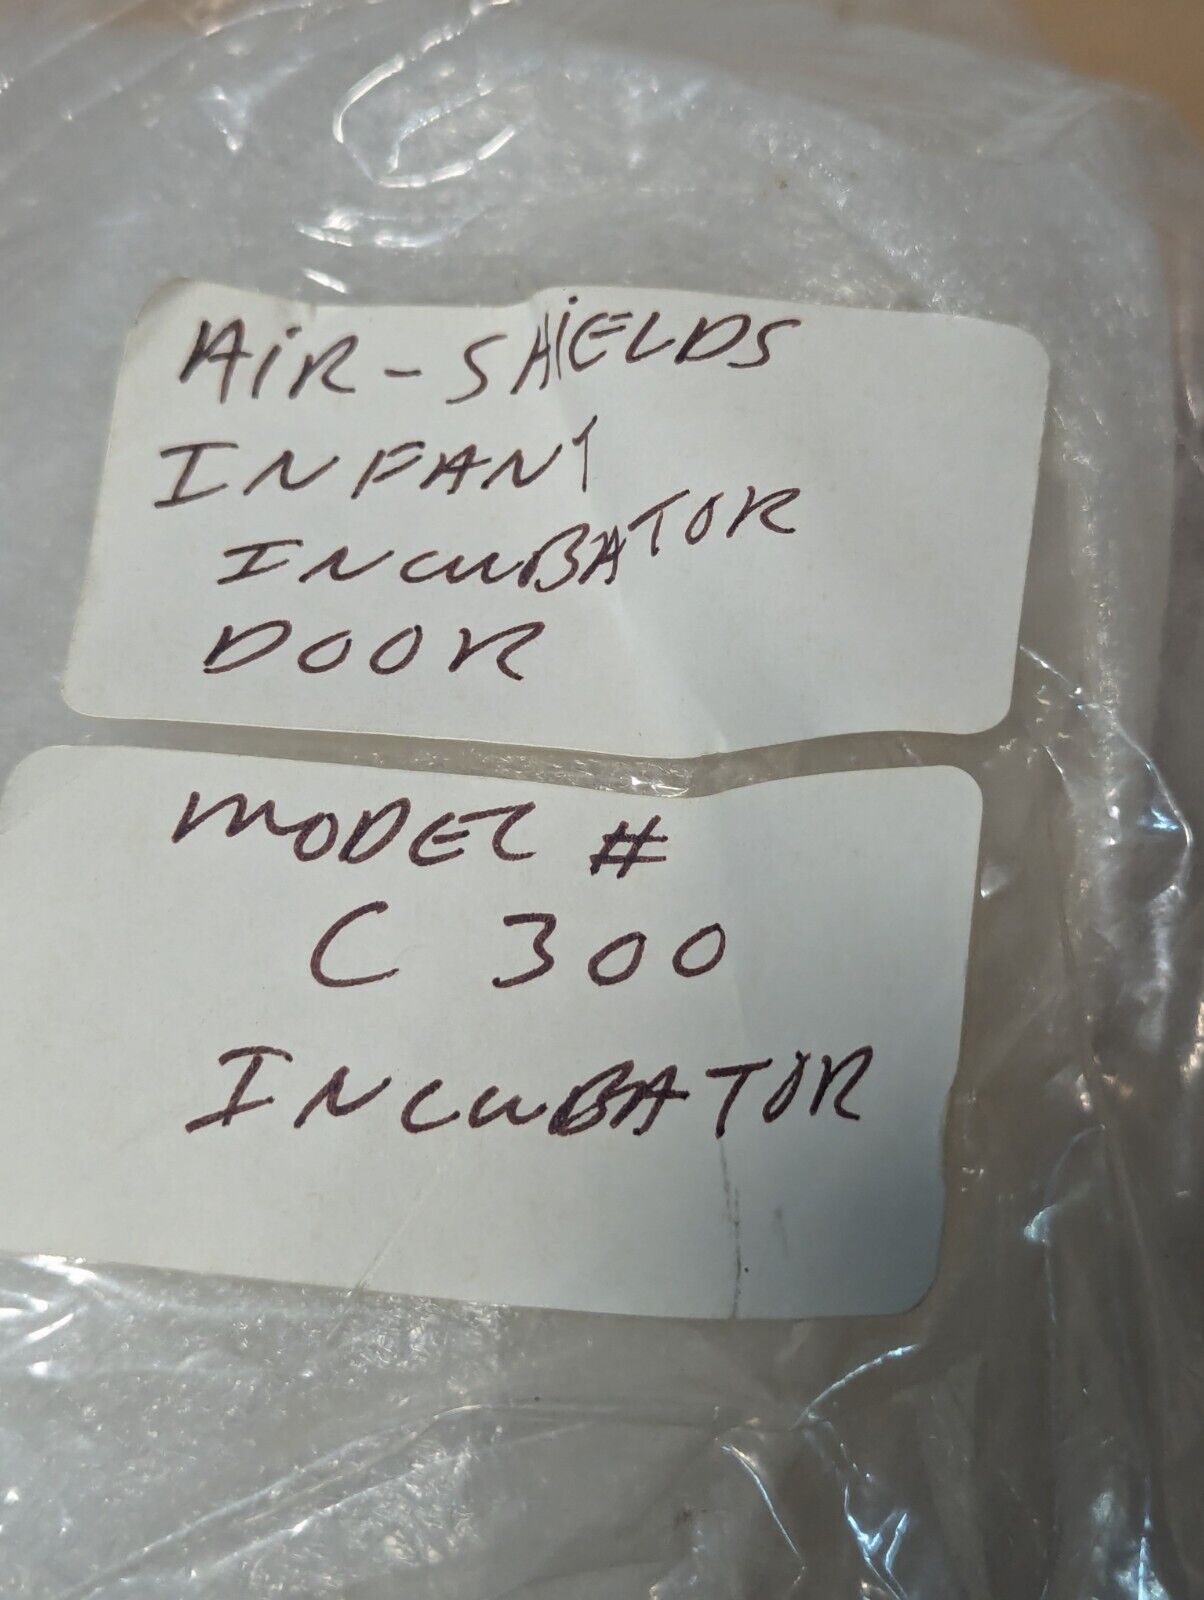 AiR-SHiELDS
INFANT
INCUBATOR
DOOR
MODEL #
C 300
INCUBATOR